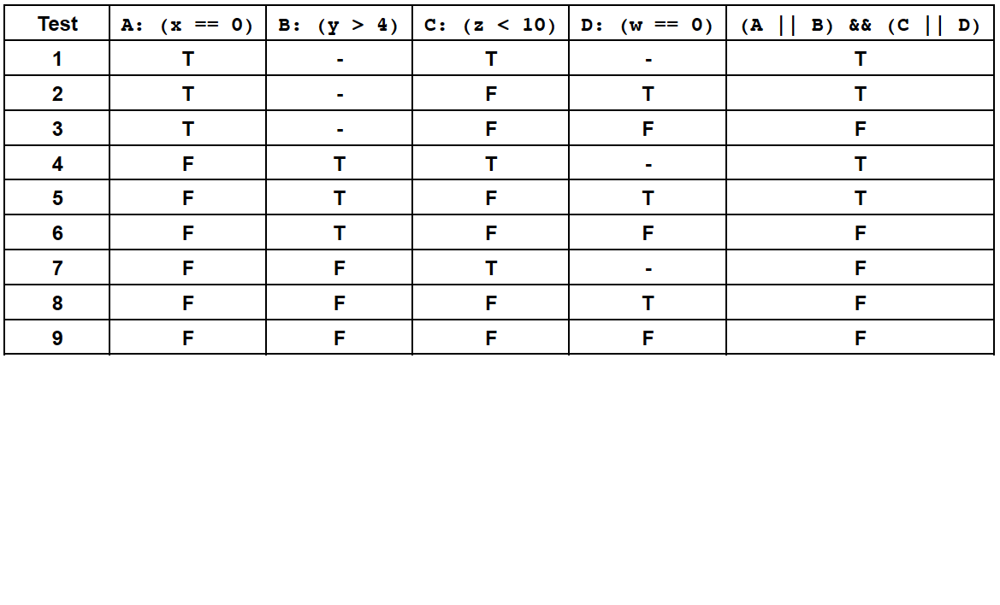 Test A: (x == 0) B: (y > 4) C: (z < 10) D: (w == 0) (A || B) && (C || D)
1 T - T - T
2 T - F T T
3 T - F F F
4 F T T - T
5 F T F T T
6 F T F F F
7 F F T - F
8 F F F T F
9 F F F F F